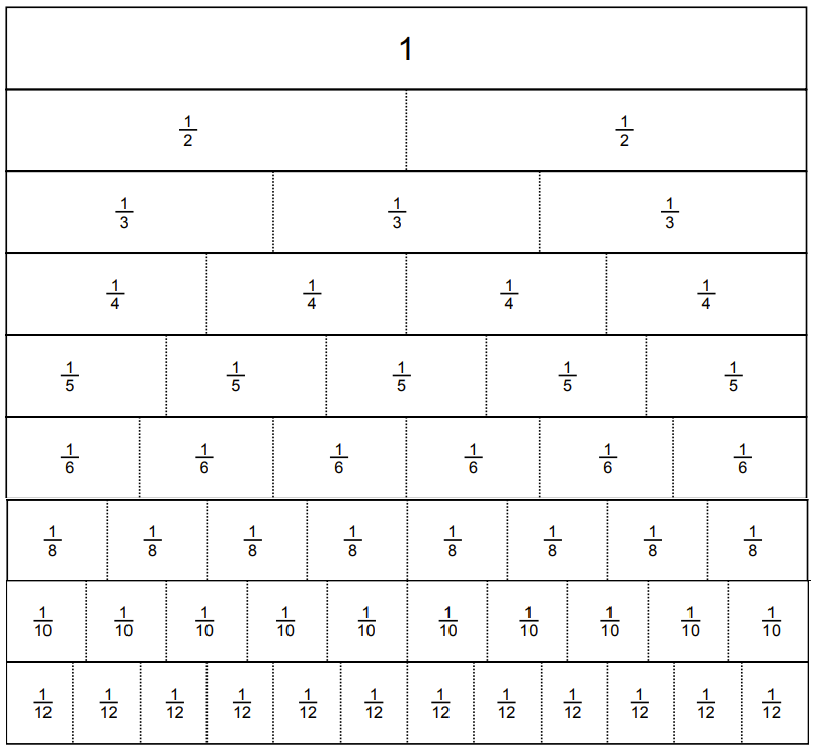 1
1/2 1/2
1/3 1/3 1/3
1/4 1/4 1/4 1/4
1/5 1/5 1/5 1/5 1/5
1/6 1/6 1/6 1/6 1/6 1/6
1/8 1/8 1/8 1/8 1/8 1/8 1/8 1/8
1/10 1/10 1/10 1/10 1/10 1/10 1/10 1/10 1/10 1/10
1/12 1/12 1/12 1/12 1/12 1/12 1/12 1/12 1/12 1/12 1/12 1/12